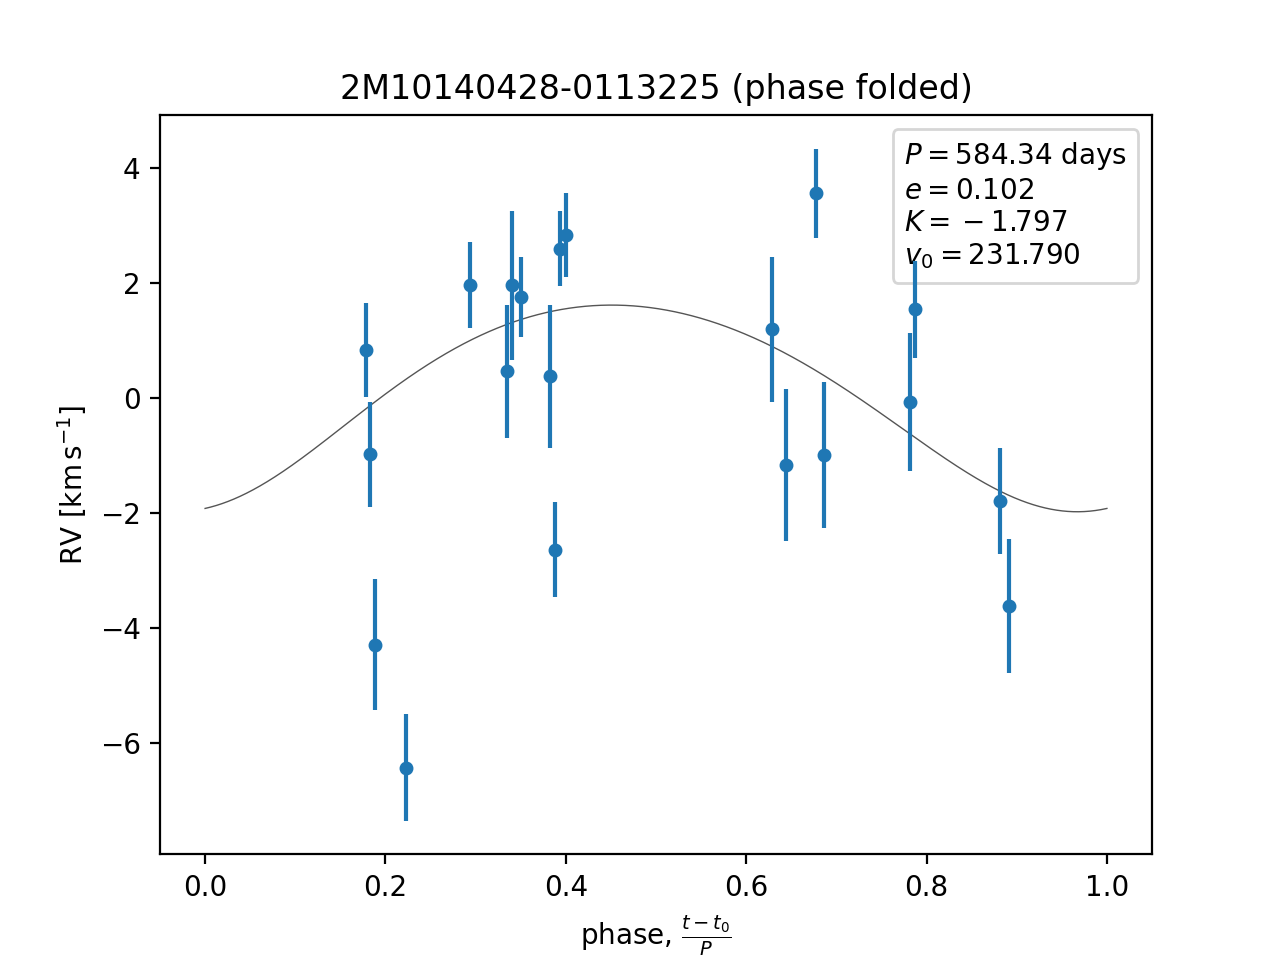 2M10140428-0113225 (phase folded)
P = 584.34 days
e = 0.102
K = −1.797
v₀ = 231.790
4
2
0
−2
−4
−6
RV [km s⁻¹]
0.0 0.2 0.4 0.6 0.8 1.0
phase, (t − t₀)/P